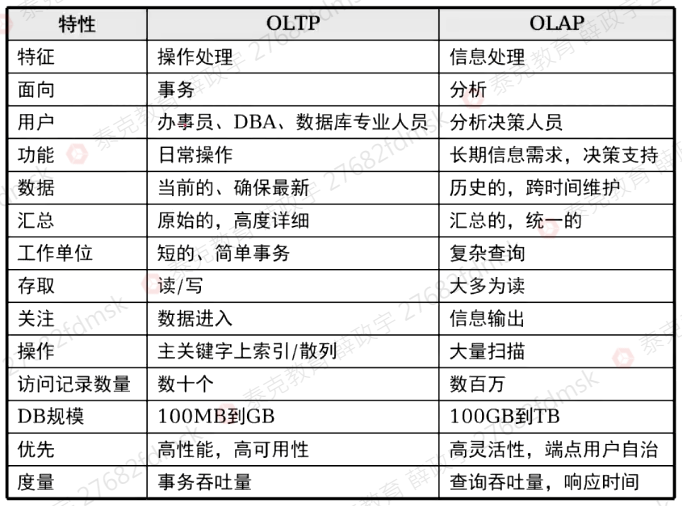 特性 OLTP OLAP
特征 操作处理 信息处理
面向 事务 分析
用户 办事员、DBA、数据库专业人员 分析决策人员
功能 日常操作 长期信息需求，决策支持
数据 当前的、确保最新 历史的，跨时间维护
汇总 原始的，高度详细 汇总的，统一的
工作单位 短的、简单事务 复杂查询
存取 读/写 大多为读
关注 数据进入 信息输出
操作 主关键字上索引/散列 大量扫描
访问记录数量 数十个 数百万
DB规模 100MB到GB 100GB到TB
优先 高性能，高可用性 高灵活性，端点用户自治
度量 事务吞吐量 查询吞吐量，响应时间
泰克教育 薛政宇 27682fdmsk